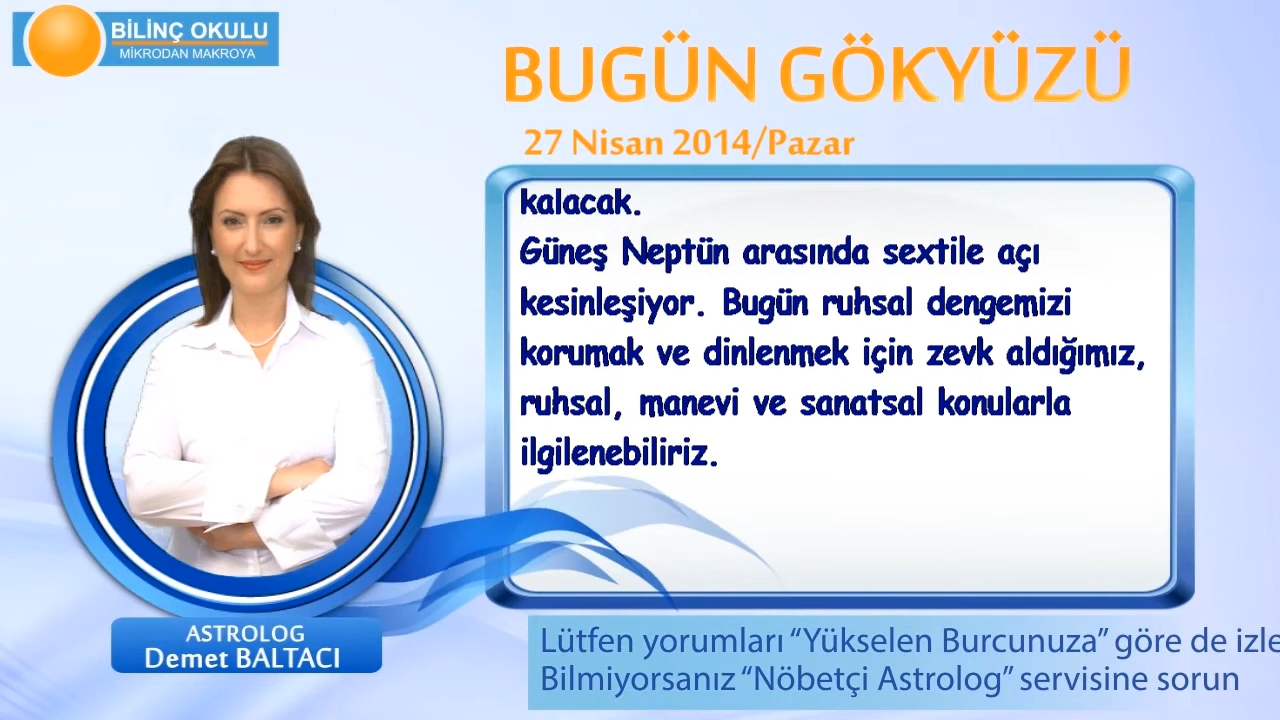 BİLİNÇ OKULU
MİKRODAN MAKROYA
BUGÜN GÖKYÜZÜ
27 Nisan 2014/Pazar
kalacak.
Güneş Neptün arasında sextile açı
kesinleşiyor. Bugün ruhsal dengemizi
korumak ve dinlenmek için zevk aldığımız,
ruhsal, manevi ve sanatsal konularla
ilgilenebiliriz.
ASTROLOG
Demet BALTACI
Lütfen yorumları “Yükselen Burcunuza” göre de izle
Bilmiyorsanız “Nöbetçi Astrolog” servisine sorun